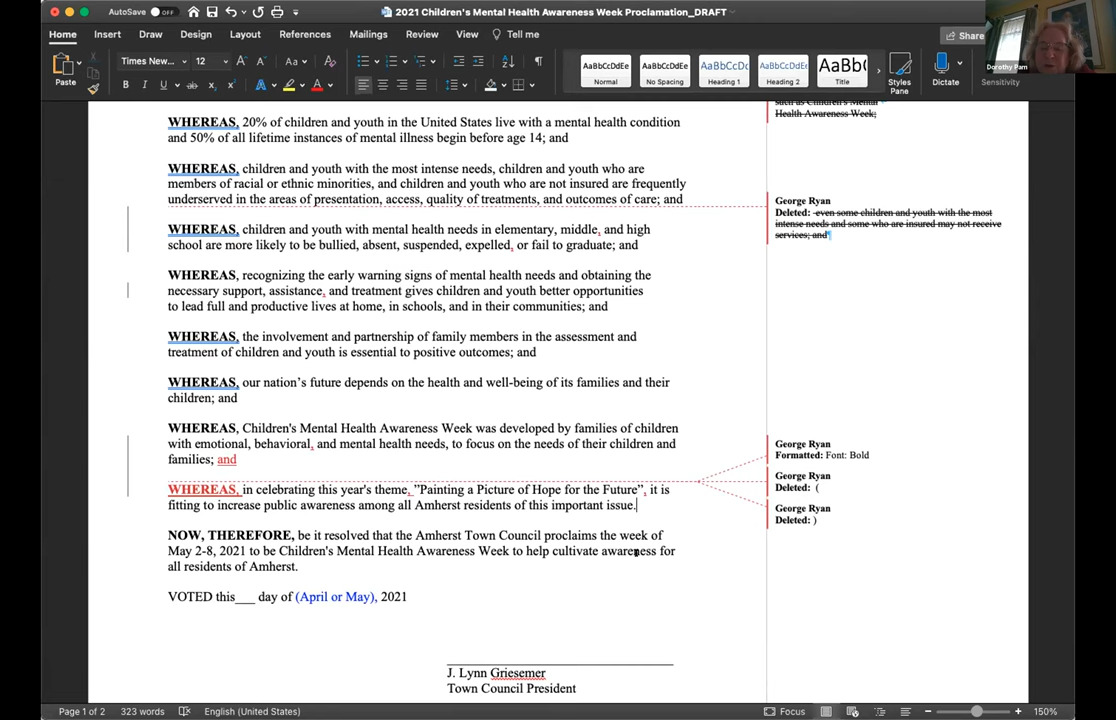 AutoSave OFF 2021 Children's Mental Health Awareness Week Proclamation_DRAFT
Home Insert Draw Design Layout References Mailings Review View Tell me Share
Paste Times New... 12 Aa AaBbCcDdEe Normal AaBbCcDdEe No Spacing AaBbCcDc Heading 1 AaBbCcDdEe Heading 2 AaBb( Title Styles Pane Dictate Sensitivity
Dorothy Pam
such as Children's Mental
Health Awareness Week;
WHEREAS, 20% of children and youth in the United States live with a mental health condition
and 50% of all lifetime instances of mental illness begin before age 14; and
WHEREAS, children and youth with the most intense needs, children and youth who are
members of racial or ethnic minorities, and children and youth who are not insured are frequently
underserved in the areas of presentation, access, quality of treatments, and outcomes of care; and
George Ryan
Deleted: even some children and youth with the most
intense needs and some who are insured may not receive
services; and¶
WHEREAS, children and youth with mental health needs in elementary, middle, and high
school are more likely to be bullied, absent, suspended, expelled, or fail to graduate; and
WHEREAS, recognizing the early warning signs of mental health needs and obtaining the
necessary support, assistance, and treatment gives children and youth better opportunities
to lead full and productive lives at home, in schools, and in their communities; and
WHEREAS, the involvement and partnership of family members in the assessment and
treatment of children and youth is essential to positive outcomes; and
WHEREAS, our nation's future depends on the health and well-being of its families and their
children; and
WHEREAS, Children's Mental Health Awareness Week was developed by families of children
with emotional, behavioral, and mental health needs, to focus on the needs of their children and
families; and
George Ryan
Formatted: Font: Bold
George Ryan
Deleted: (
George Ryan
Deleted: )
WHEREAS, in celebrating this year's theme, "Painting a Picture of Hope for the Future", it is
fitting to increase public awareness among all Amherst residents of this important issue.
NOW, THEREFORE, be it resolved that the Amherst Town Council proclaims the week of
May 2-8, 2021 to be Children's Mental Health Awareness Week to help cultivate awareness for
all residents of Amherst.
VOTED this___ day of (April or May), 2021
J. Lynn Griesemer
Town Council President
Page 1 of 2 323 words English (United States) Focus 150%